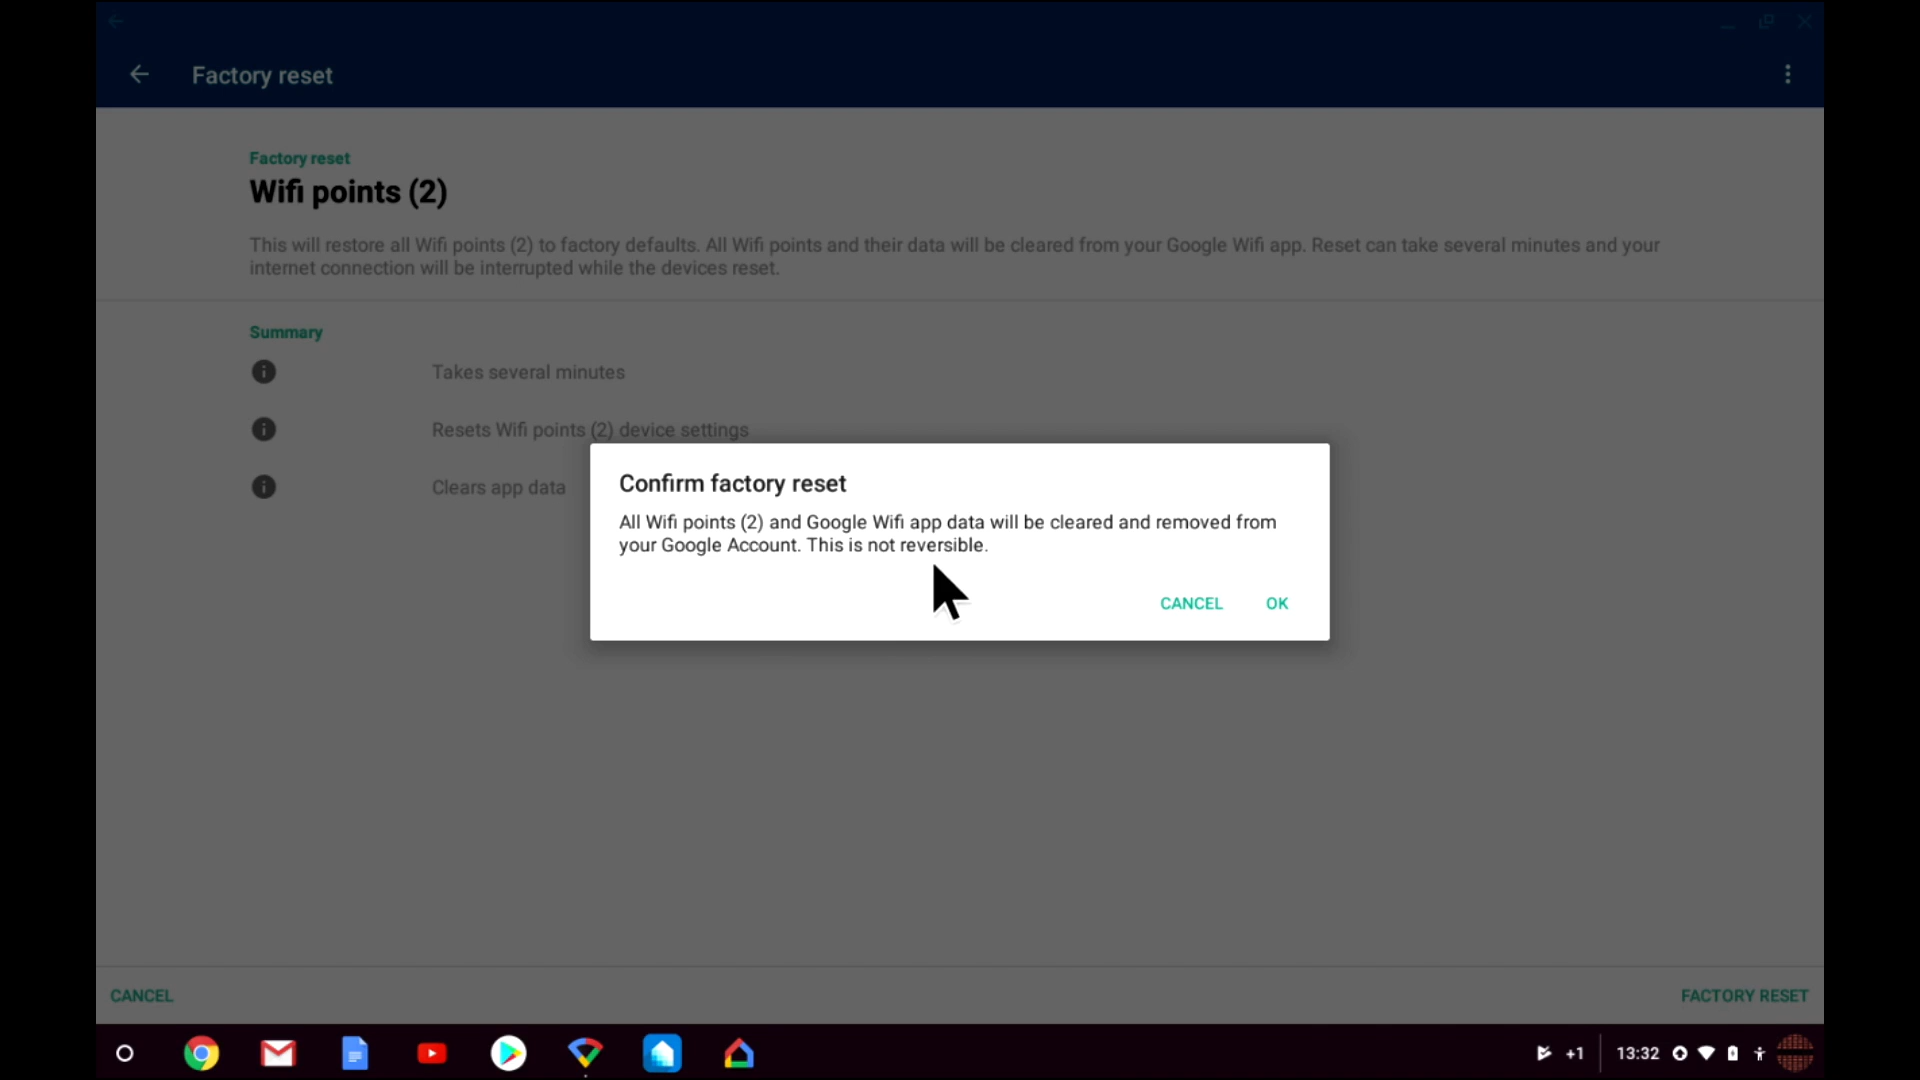 Factory reset
Factory reset
Wifi points (2)
This will restore all Wifi points (2) to factory defaults. All Wifi points and their data will be cleared from your Google Wifi app. Reset can take several minutes and your
internet connection will be interrupted while the devices reset.
Summary
Takes several minutes
Resets Wifi points (2) device settings
Clears app data
Confirm factory reset
All Wifi points (2) and Google Wifi app data will be cleared and removed from
your Google Account. This is not reversible.
CANCEL OK
CANCEL FACTORY RESET
+1 13:32